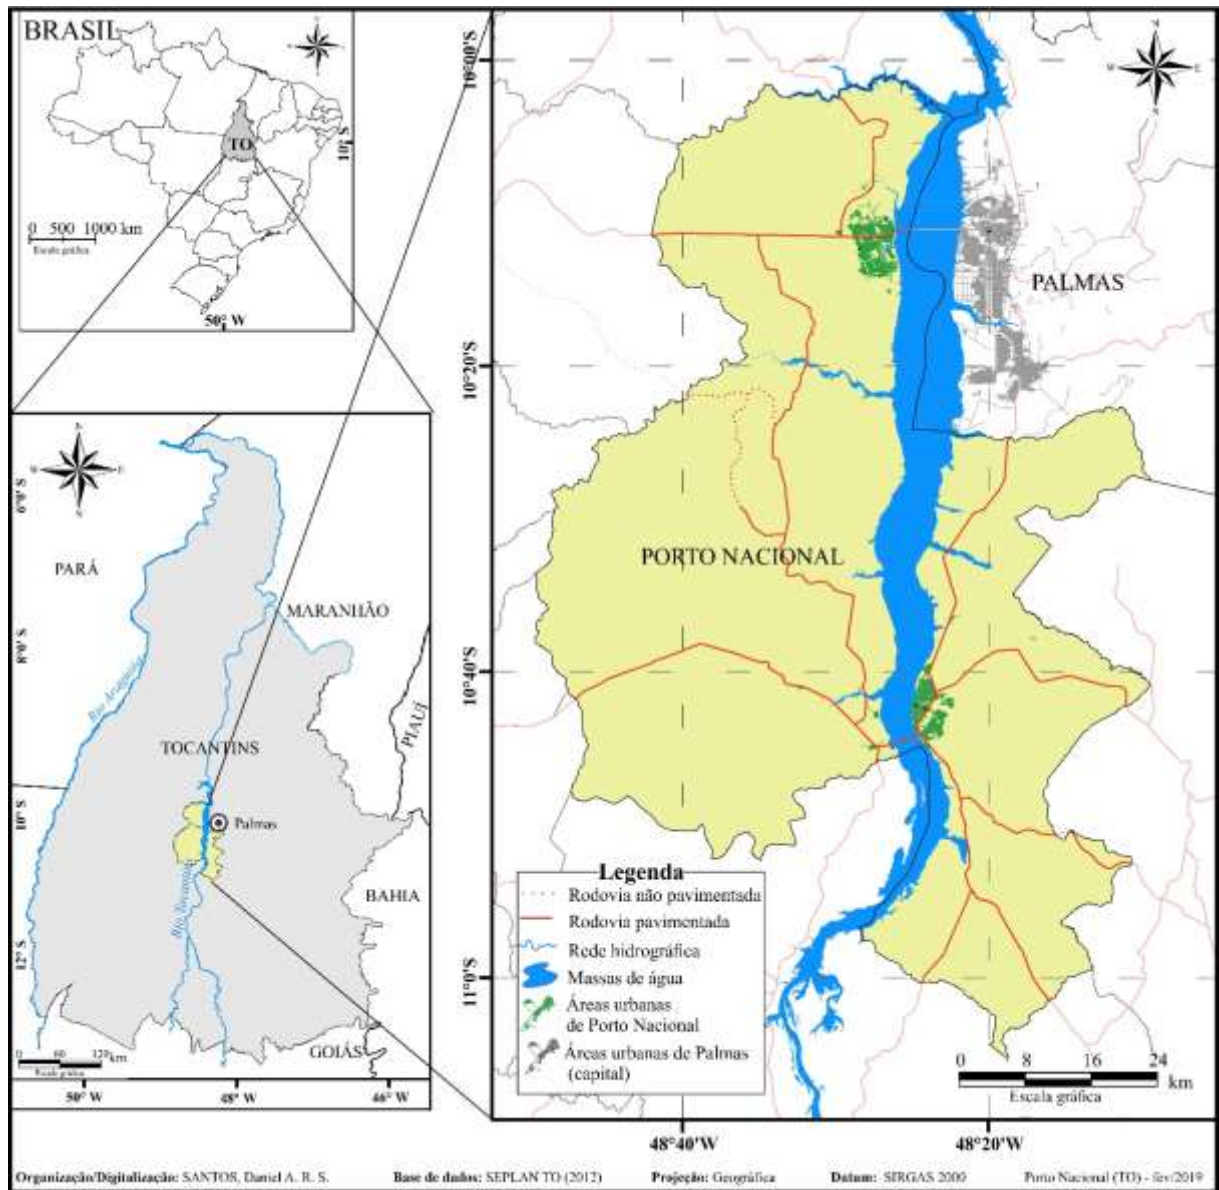 BRASIL
TO
10° S
0 500 1000 km
Escala gráfica
50° W
N
W E
S
PARÁ
MARANHÃO
PIAUÍ
Rio Araguaia
TOCANTINS
Palmas
Rio Tocantins
BAHIA
GOIÁS
6°0' S
8°0' S
10° S
12° S
0 60 120 km
Escala gráfica
50° W
48° W
46° W
N
W E
S
10°00' S
10°20' S
10°40' S
11°0' S
PALMAS
PORTO NACIONAL
Legenda
Rodovia não pavimentada
Rodovia pavimentada
Rede hidrográfica
Massas de água
Áreas urbanas
de Porto Nacional
Áreas urbanas de Palmas
(capital)
0 8 16 24
km
Escala gráfica
48°40'W
48°20'W
Organização/Digitalização: SANTOS, Daniel A. R. S. Base de dados: SEPLAN TO (2012) Projeção: Geográfica Datum: SIRGAS 2000 Porto Nacional (TO) - fev/2019